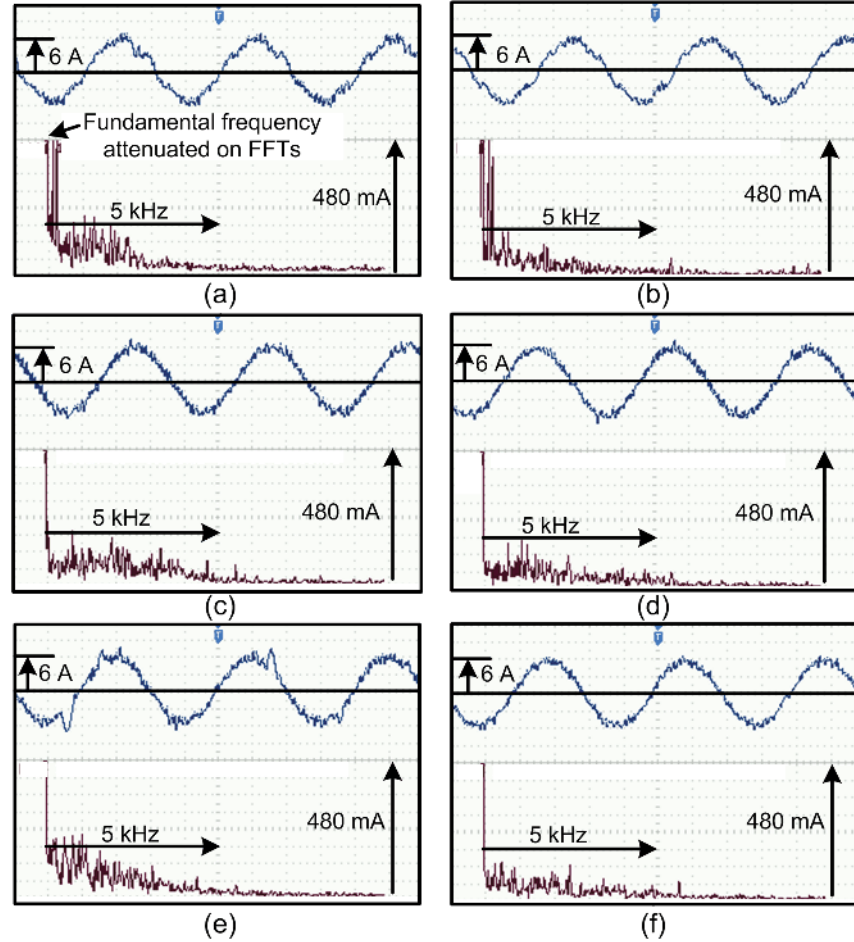 T
T
6 A
6 A
Fundamental frequency
attenuated on FFTs
480 mA
480 mA
5 kHz
5 kHz
(a)
(b)
T
T
6 A
6 A
5 kHz
5 kHz
480 mA
480 mA
(c)
(d)
T
T
6 A
6 A
5 kHz
5 kHz
480 mA
480 mA
(e)
(f)